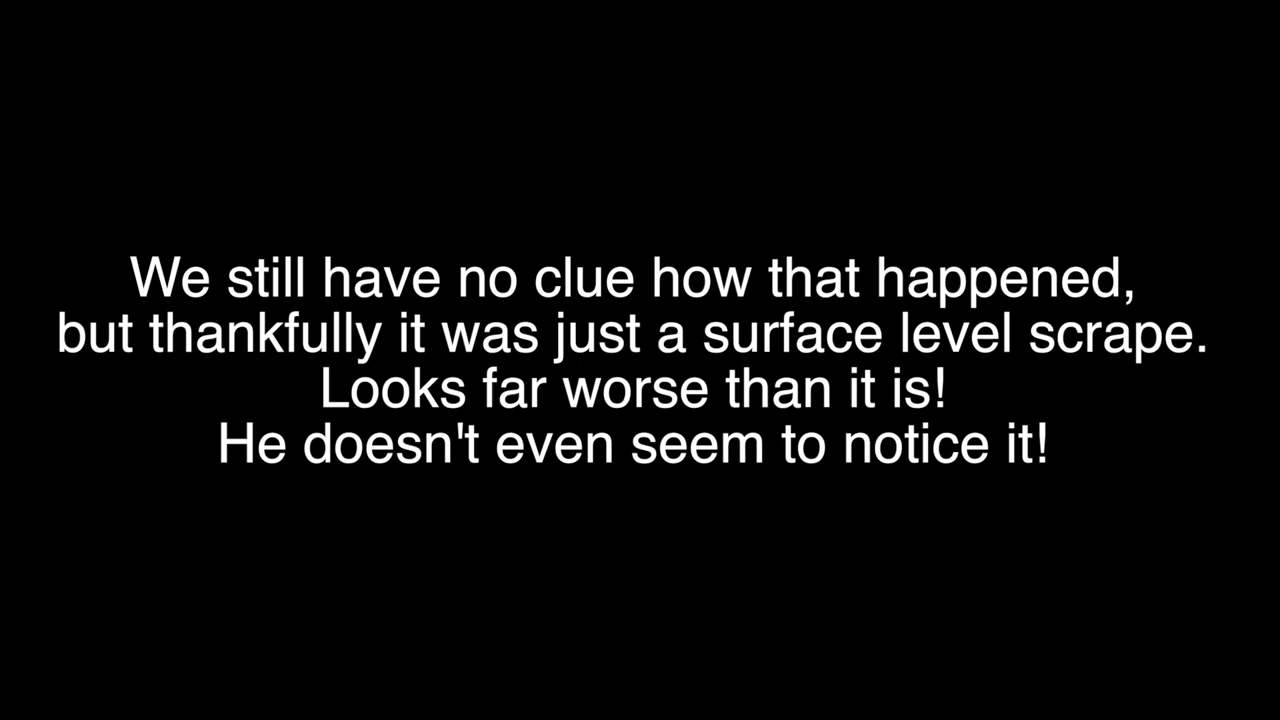 We still have no clue how that happened,
but thankfully it was just a surface level scrape.
Looks far worse than it is!
He doesn't even seem to notice it!